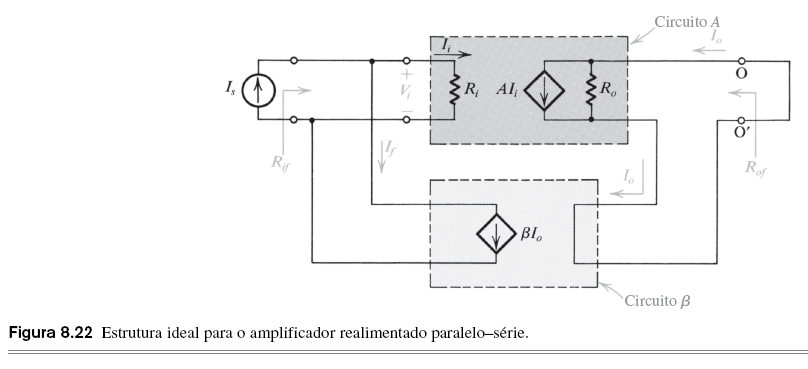 Circuito A
I_o
I_i
I_s
+
V_i
−
R_i
AI_i
R_o
O
O'
R_if
I_f
I_o
R_of
βI_o
Circuito β
Figura 8.22 Estrutura ideal para o amplificador realimentado paralelo–série.